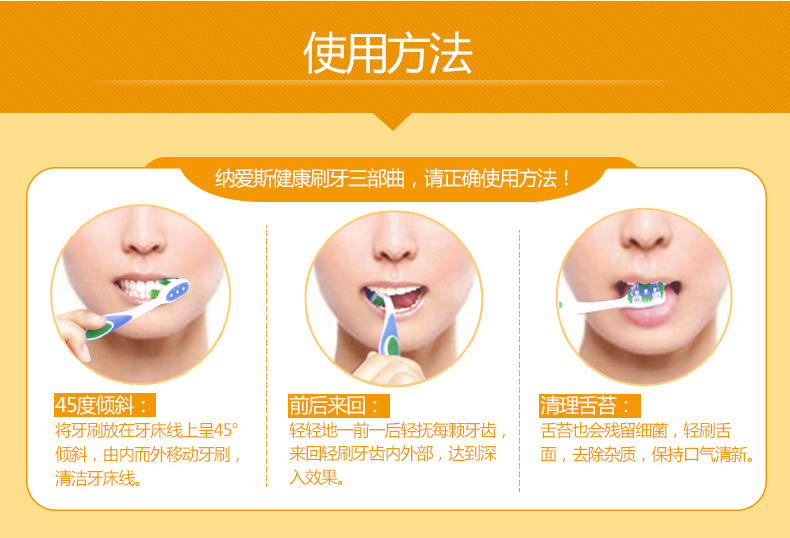 使用方法
纳爱斯健康刷牙三部曲，请正确使用方法！
45度倾斜：
将牙刷放在牙床线上呈45°
倾斜，由内而外移动牙刷，
清洁牙床线。
前后来回：
轻轻地一前一后轻抚每颗牙齿，
来回轻刷牙齿内外部，达到深
入效果。
清理舌苔：
舌苔也会残留细菌，轻刷舌
面，去除杂质，保持口气清新。